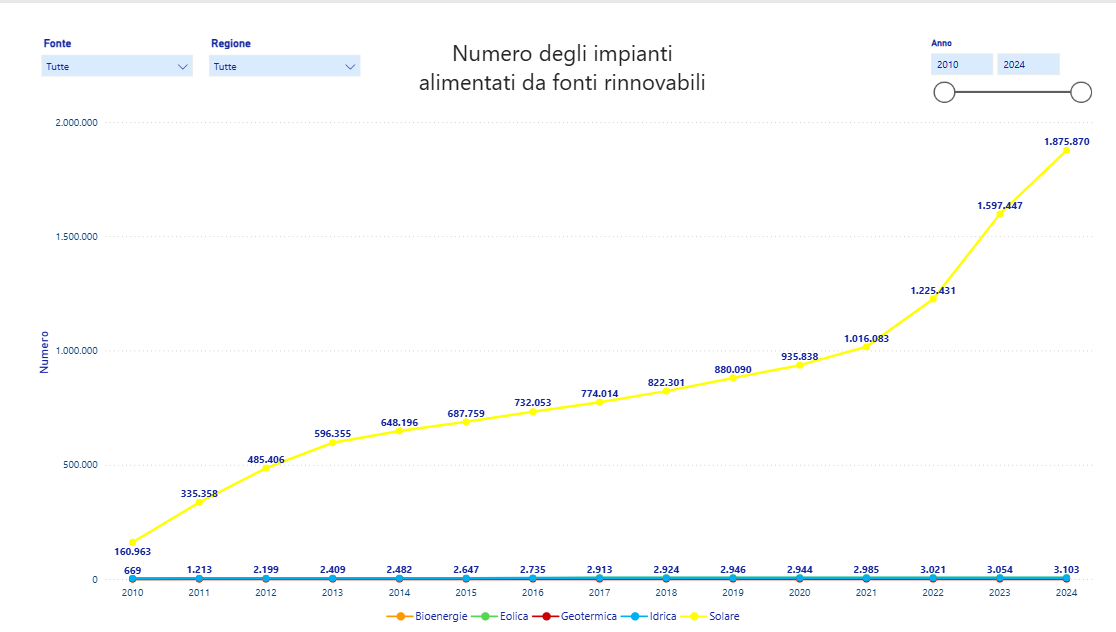 Fonte
Tutte
Regione
Tutte
Numero degli impianti
alimentati da fonti rinnovabili
Anno
2010 2024
2.000.000
1.500.000
1.000.000
500.000
0
Numero
160.963
335.358
485.406
596.355
648.196
687.759
732.053
774.014
822.301
880.090
935.838
1.016.083
1.225.431
1.597.447
1.875.870
669 1.213 2.199 2.409 2.482 2.647 2.735 2.913 2.924 2.946 2.944 2.985 3.021 3.054 3.103
2010 2011 2012 2013 2014 2015 2016 2017 2018 2019 2020 2021 2022 2023 2024
Bioenergie Eolica Geotermica Idrica Solare